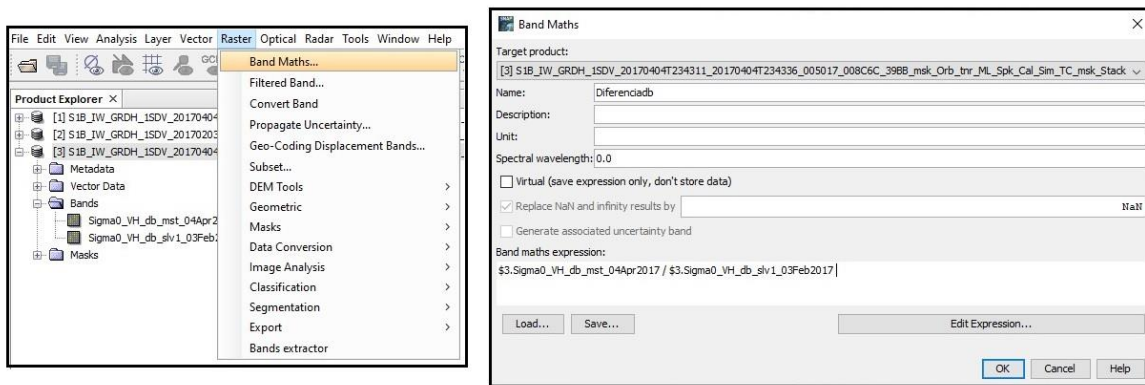 File Edit View Analysis Layer Vector Raster Optical Radar Tools Window Help
GC
Product Explorer ×
[1] S1B_IW_GRDH_1SDV_20170404
[2] S1B_IW_GRDH_1SDV_20170203
[3] S1B_IW_GRDH_1SDV_20170404
Metadata
Vector Data
Bands
Sigma0_VH_db_mst_04Apr2
Sigma0_VH_db_slv1_03Feb2
Masks
Band Maths...
Filtered Band...
Convert Band
Propagate Uncertainty...
Geo-Coding Displacement Bands...
Subset...
DEM Tools
Geometric
Masks
Data Conversion
Image Analysis
Classification
Segmentation
Export
Bands extractor
Band Maths
Target product:
[3] S1B_IW_GRDH_1SDV_20170404T234311_20170404T234336_005017_008C6C_39BB_msk_Orb_tnr_ML_Spk_Cal_Sim_TC_msk_Stack
Name: Diferenciadb
Description:
Unit:
Spectral wavelength: 0.0
Virtual (save expression only, don't store data)
Replace NaN and infinity results by NaN
Generate associated uncertainty band
Band maths expression:
$3.Sigma0_VH_db_mst_04Apr2017 / $3.Sigma0_VH_db_slv1_03Feb2017
Load... Save... Edit Expression...
OK Cancel Help